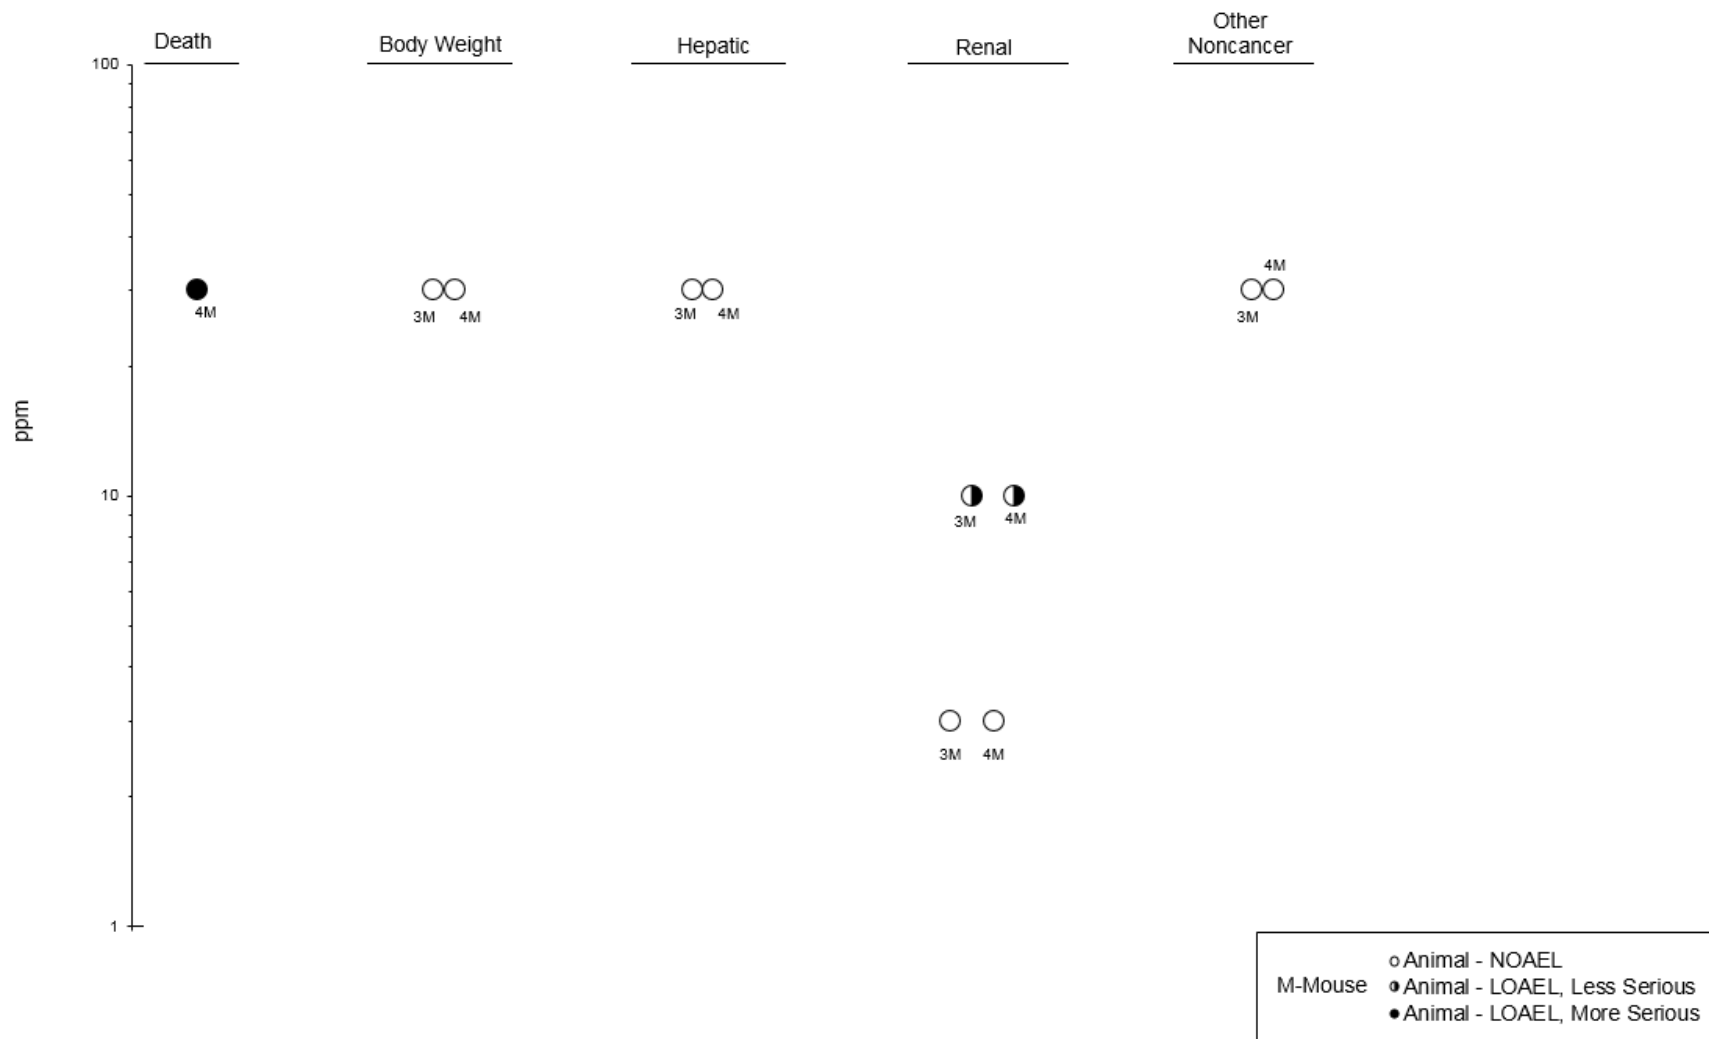 Death
Body Weight
Hepatic
Renal
Other
Noncancer
100
4M
3M 4M
3M 4M
4M
3M
ppm
10
3M 4M
3M 4M
1
M-Mouse
Animal - NOAEL
Animal - LOAEL, Less Serious
Animal - LOAEL, More Serious